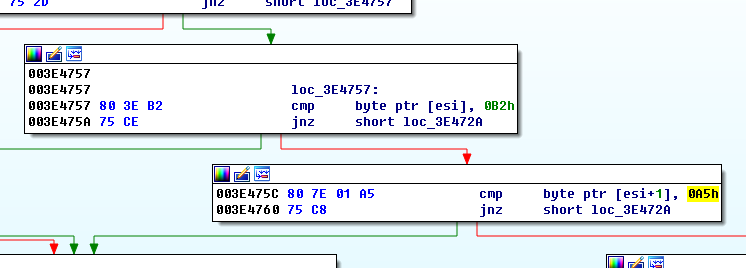 75 2D jnz short loc_3E4757
003E4757
003E4757 loc_3E4757:
003E4757 80 3E B2 cmp byte ptr [esi], 0B2h
003E475A 75 CE jnz short loc_3E472A
003E475C 80 7E 01 A5 cmp byte ptr [esi+1], 0A5h
003E4760 75 C8 jnz short loc_3E472A